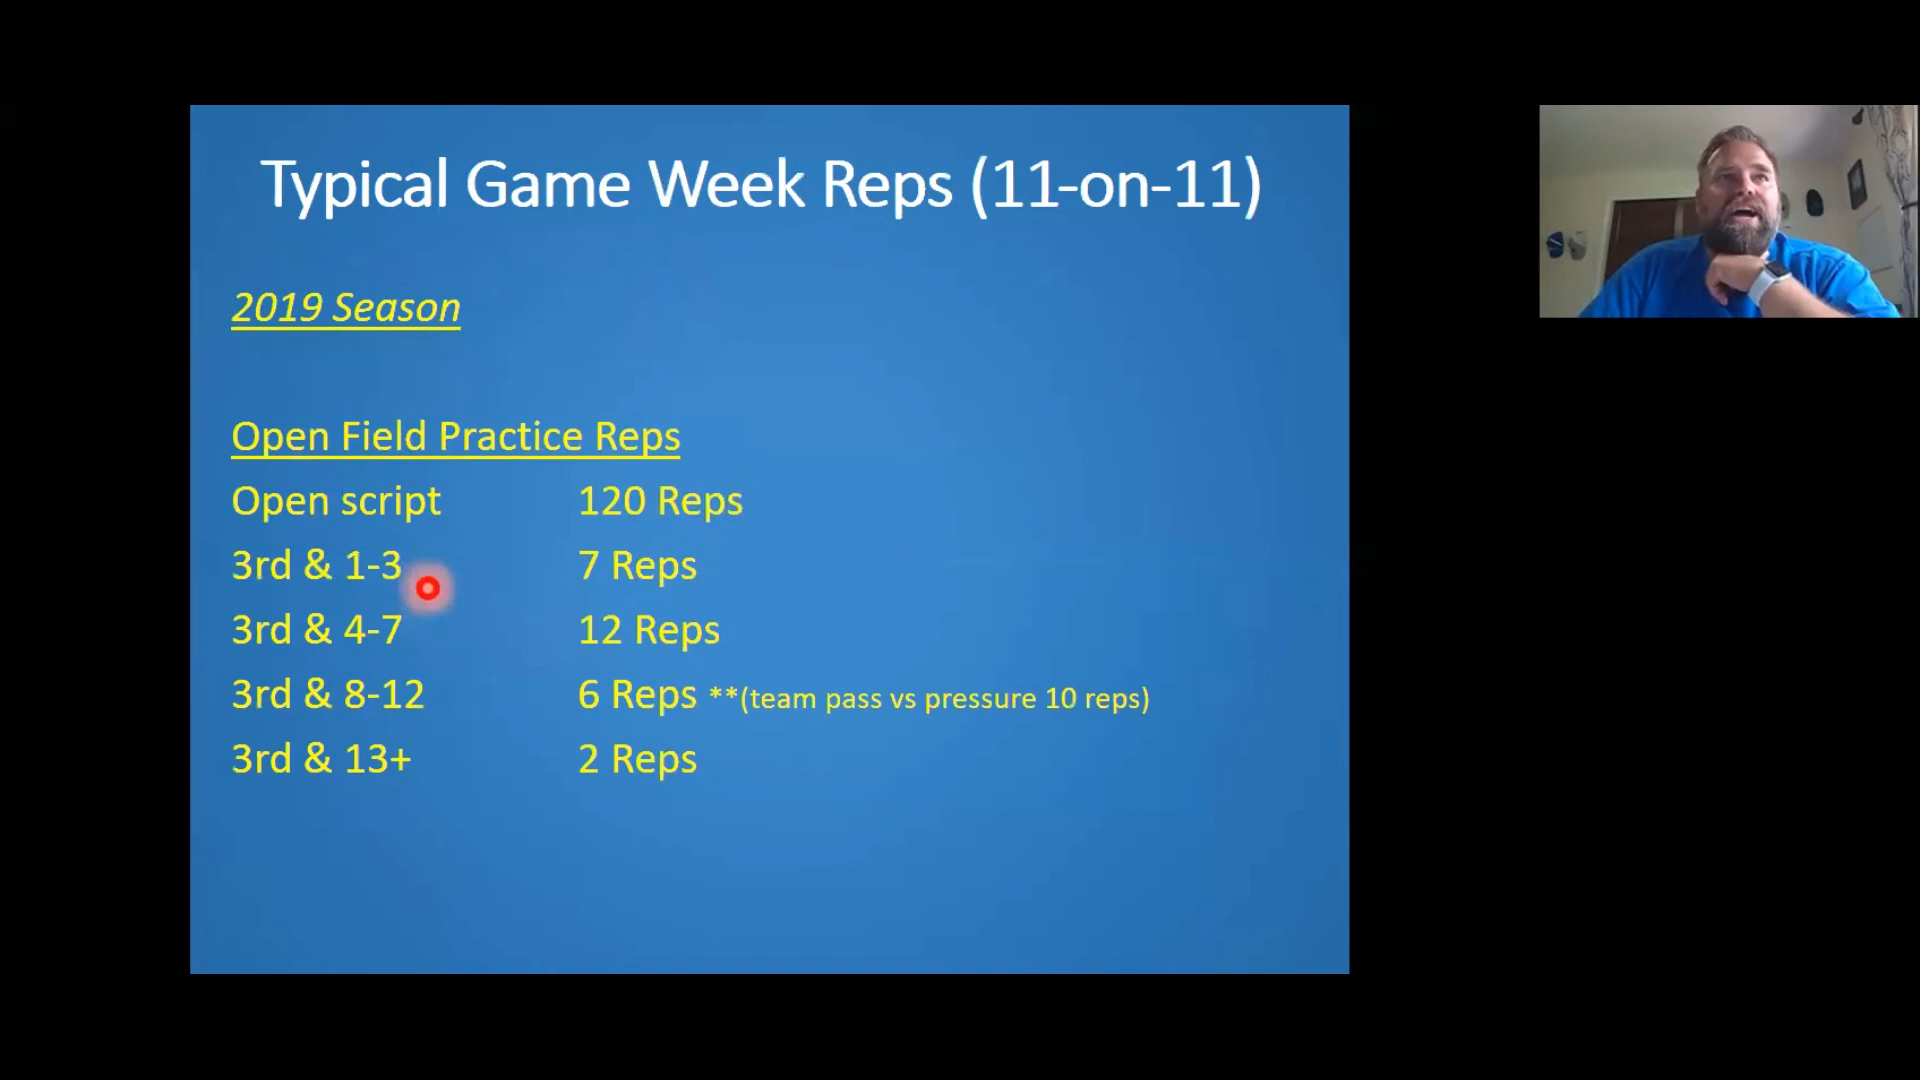 Typical Game Week Reps (11-on-11)
2019 Season
Open Field Practice Reps
Open script 120 Reps
3rd & 1-3 7 Reps
3rd & 4-7 12 Reps
3rd & 8-12 6 Reps **(team pass vs pressure 10 reps)
3rd & 13+ 2 Reps